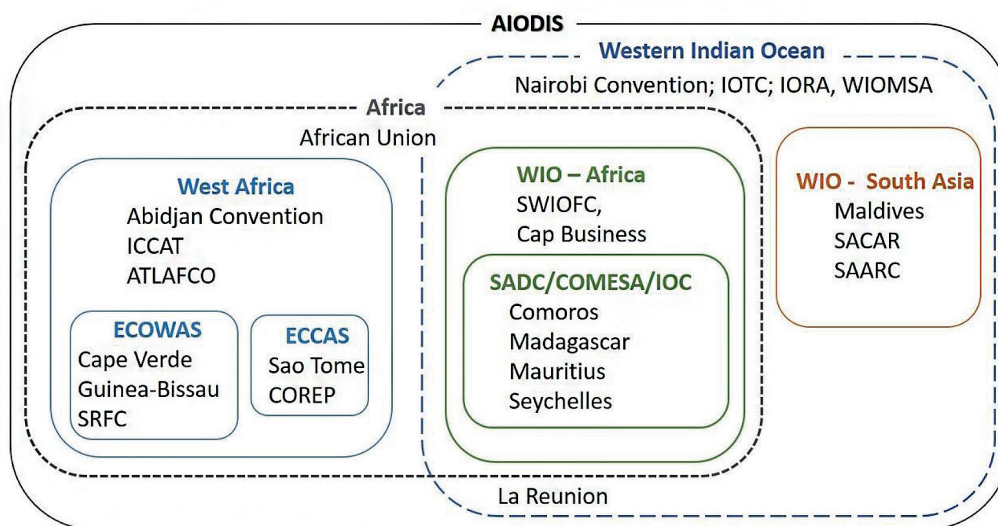 AIODIS
Western Indian Ocean
Nairobi Convention; IOTC; IORA, WIOMSA
Africa
African Union
West Africa
Abidjan Convention
ICCAT
ATLAFCO
ECOWAS
Cape Verde
Guinea-Bissau
SRFC
ECCAS
Sao Tome
COREP
WIO – Africa
SWIOFC,
Cap Business
SADC/COMESA/IOC
Comoros
Madagascar
Mauritius
Seychelles
WIO - South Asia
Maldives
SACAR
SAARC
La Reunion